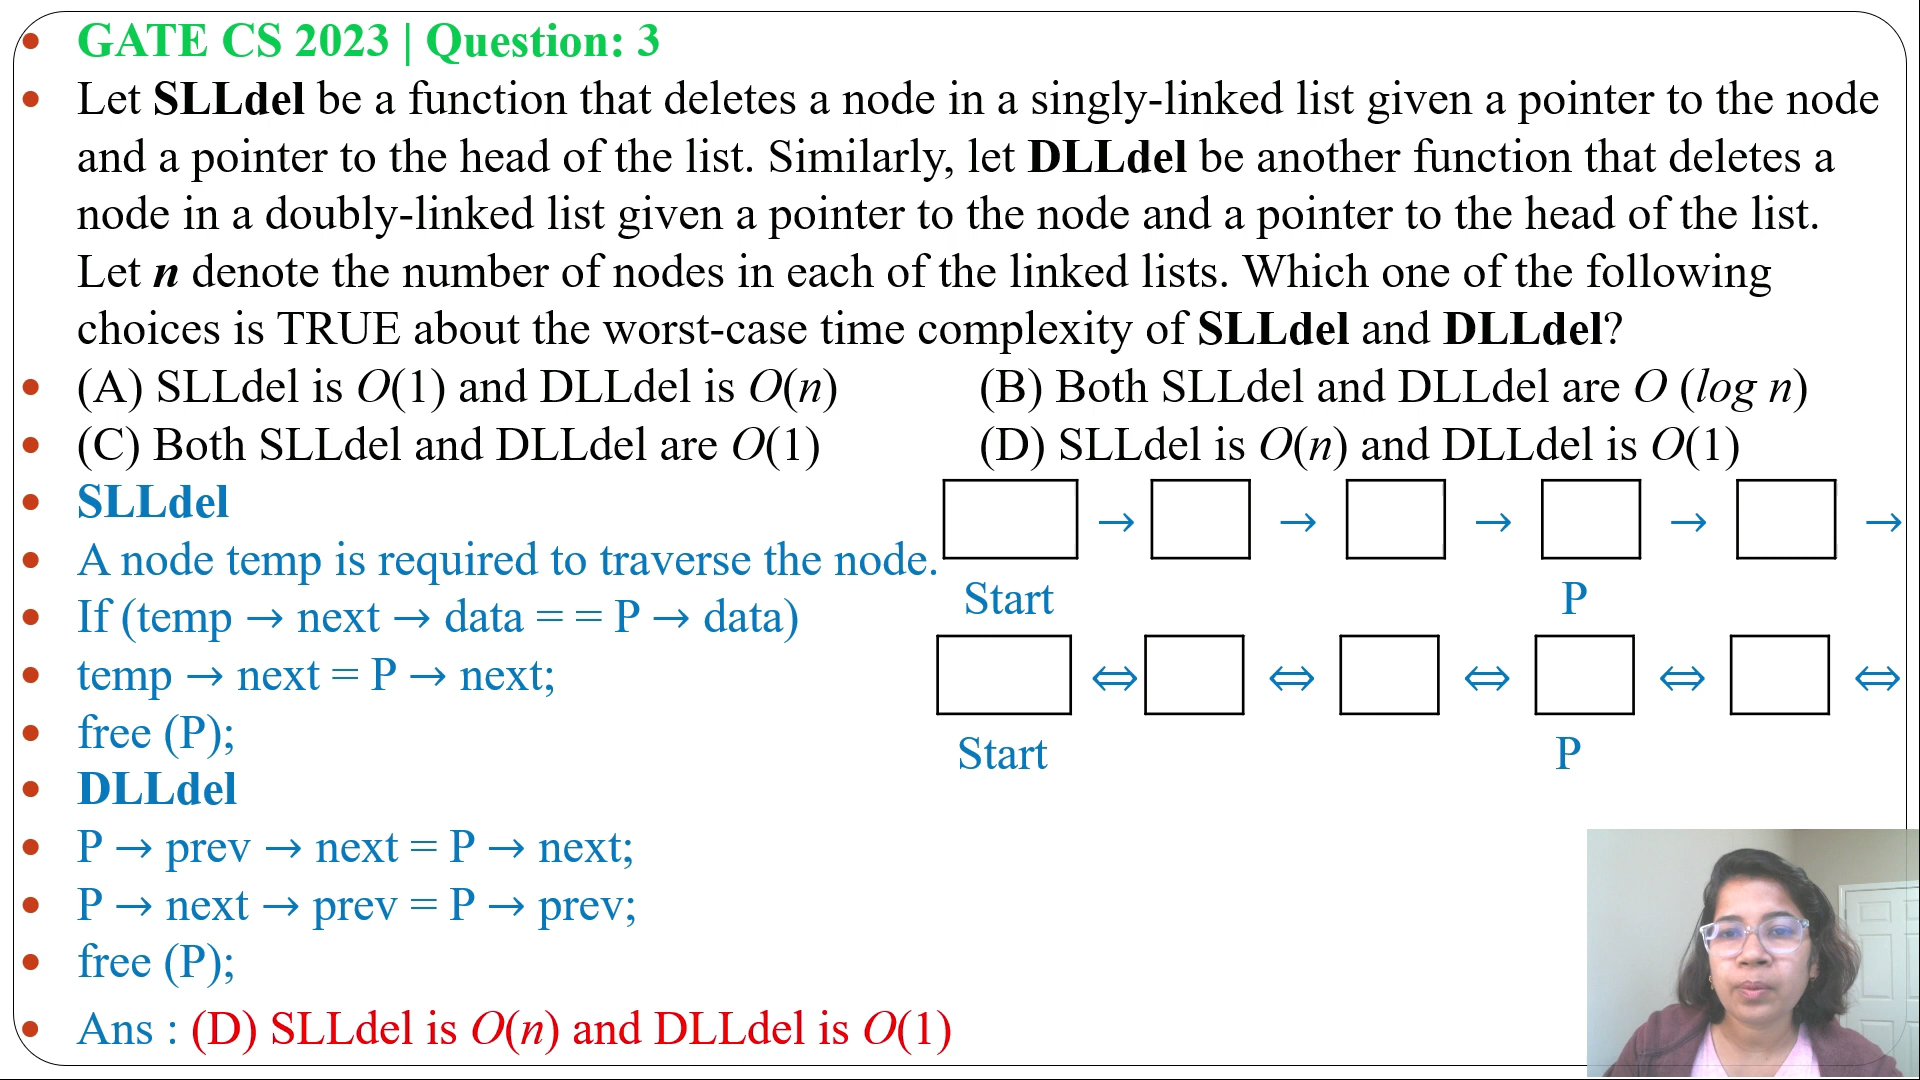 GATE CS 2023 | Question: 3
Let SLLdel be a function that deletes a node in a singly-linked list given a pointer to the node
and a pointer to the head of the list. Similarly, let DLLdel be another function that deletes a
node in a doubly-linked list given a pointer to the node and a pointer to the head of the list.
Let n denote the number of nodes in each of the linked lists. Which one of the following
choices is TRUE about the worst-case time complexity of SLLdel and DLLdel?
(A) SLLdel is O(1) and DLLdel is O(n) (B) Both SLLdel and DLLdel are O (log n)
(C) Both SLLdel and DLLdel are O(1) (D) SLLdel is O(n) and DLLdel is O(1)
SLLdel
→ → → → →
A node temp is required to traverse the node.
Start P
If (temp → next → data = = P → data)
temp → next = P → next;
⇔ ⇔ ⇔ ⇔ ⇔
free (P);
Start P
DLLdel
P → prev → next = P → next;
P → next → prev = P → prev;
free (P);
Ans : (D) SLLdel is O(n) and DLLdel is O(1)